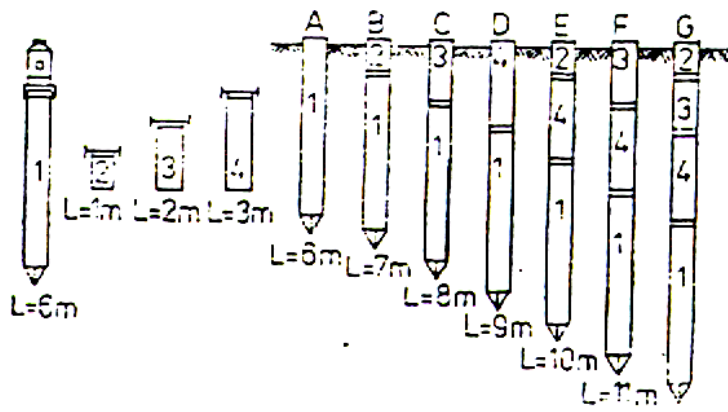 A B C D E F G
2 3 4 2 3 2
1 2 3 4 1 1 1 1 4 4 3
4
1 1 1
L=1m L=2m L=3m
L=6m L=7m
L=6m L=8m
L=9m
L=10m
L=11m